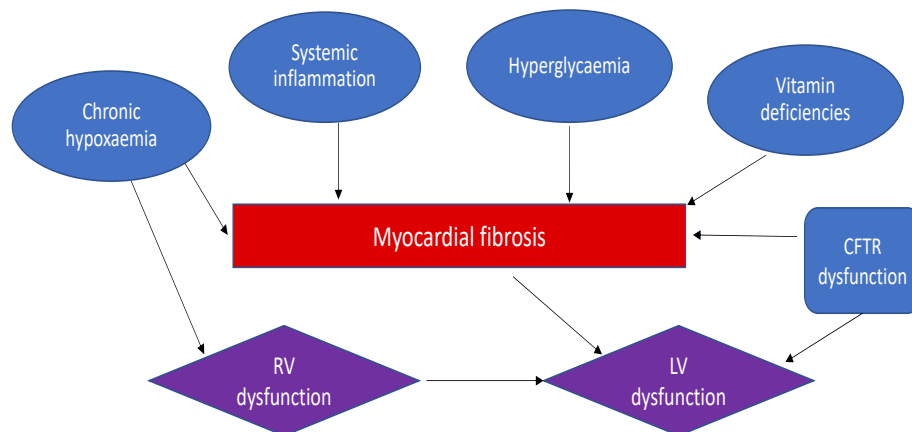 Systemic
inflammation
Hyperglycaemia
Vitamin
deficiencies
Chronic
hypoxaemia
Myocardial fibrosis
CFTR
dysfunction
RV
dysfunction
LV
dysfunction